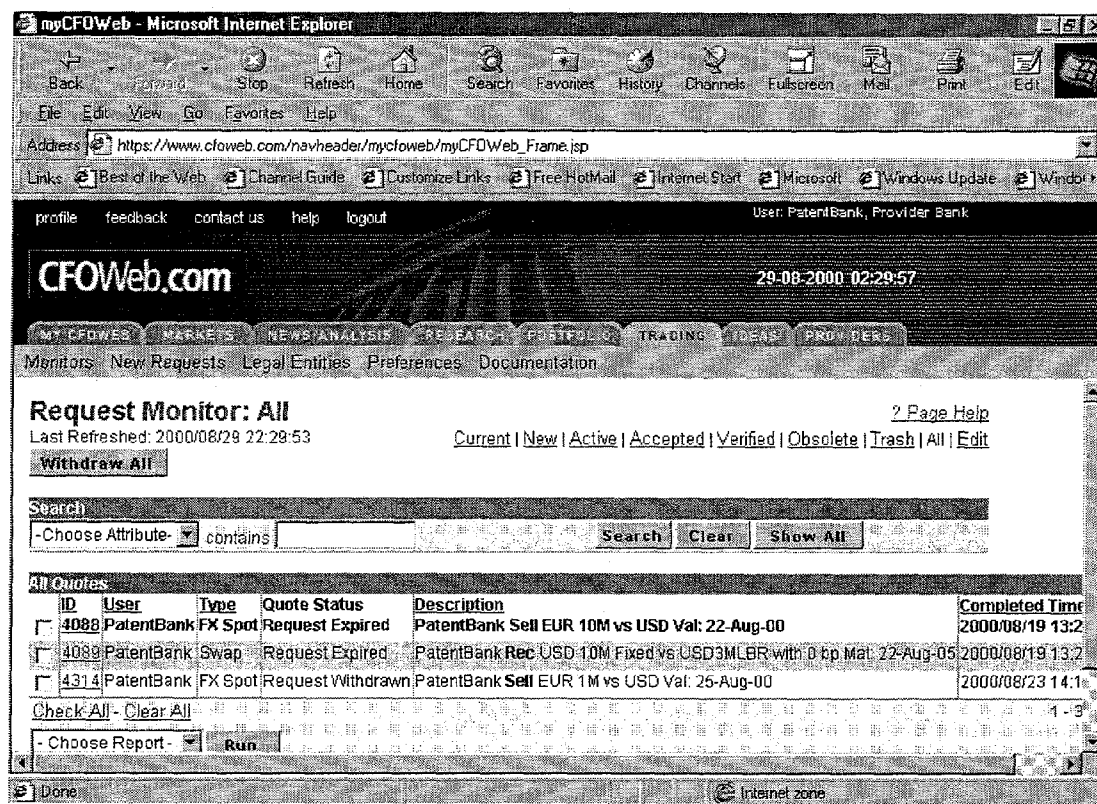 myCFOWeb - Microsoft Internet Explorer
Back Forward Stop Refresh Home Search Favorites History Channels Fullscreen Mail Print Edit
File Edit View Go Favorites Help
Address https://www.cfoweb.com/navheader/mycfoweb/myCFOWeb_Frame.jsp
Links Best of the Web Channel Guide Customize Links Free HotMail Internet Start Microsoft Windows Update Window
profile feedback contact us help logout User: PatentBank, Provider Bank
CFOWeb.com 29-08-2000 02:29:57
MY CFOWEB MARKETS NEWS ANALYSIS RESEARCH PORTFOLIO TRADING IDEAS PROVIDERS
Monitors New Requests Legal Entities Preferences Documentation
Request Monitor: All ? Page Help
Last Refreshed: 2000/08/29 22:29:53 Current | New | Active | Accepted | Verified | Obsolete | Trash | All | Edit
Withdraw All
Search
-Choose Attribute- contains Search Clear Show All
All Quotes
ID User Type Quote Status Description Completed Time
4088 PatentBank FX Spot Request Expired PatentBank Sell EUR 10M vs USD Val: 22-Aug-00 2000/08/19 13:2
4089 PatentBank Swap Request Expired PatentBank Rec USD 10M Fixed vs USD3MLBR with 0 bp Mat: 22-Aug-05 2000/08/19 13:2
4314 PatentBank FX Spot Request Withdrawn PatentBank Sell EUR 1M vs USD Val: 25-Aug-00 2000/08/23 14:1
Check All - Clear All 1 - 3
- Choose Report - Run
Done Internet zone